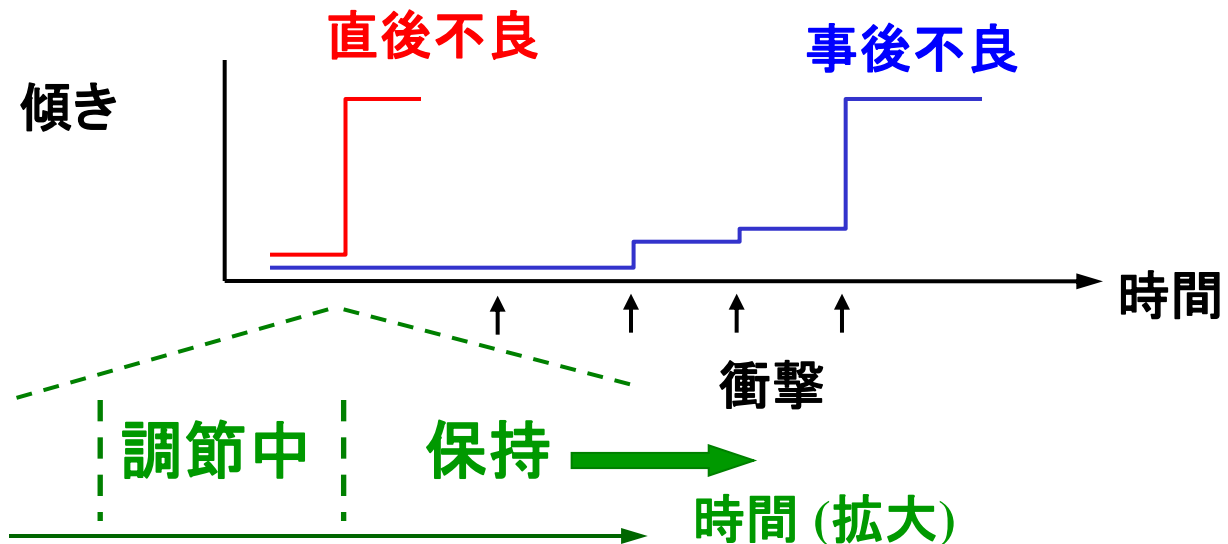 直後不良
事後不良
傾き
時間
衝撃
調節中
保持
時間 (拡大)